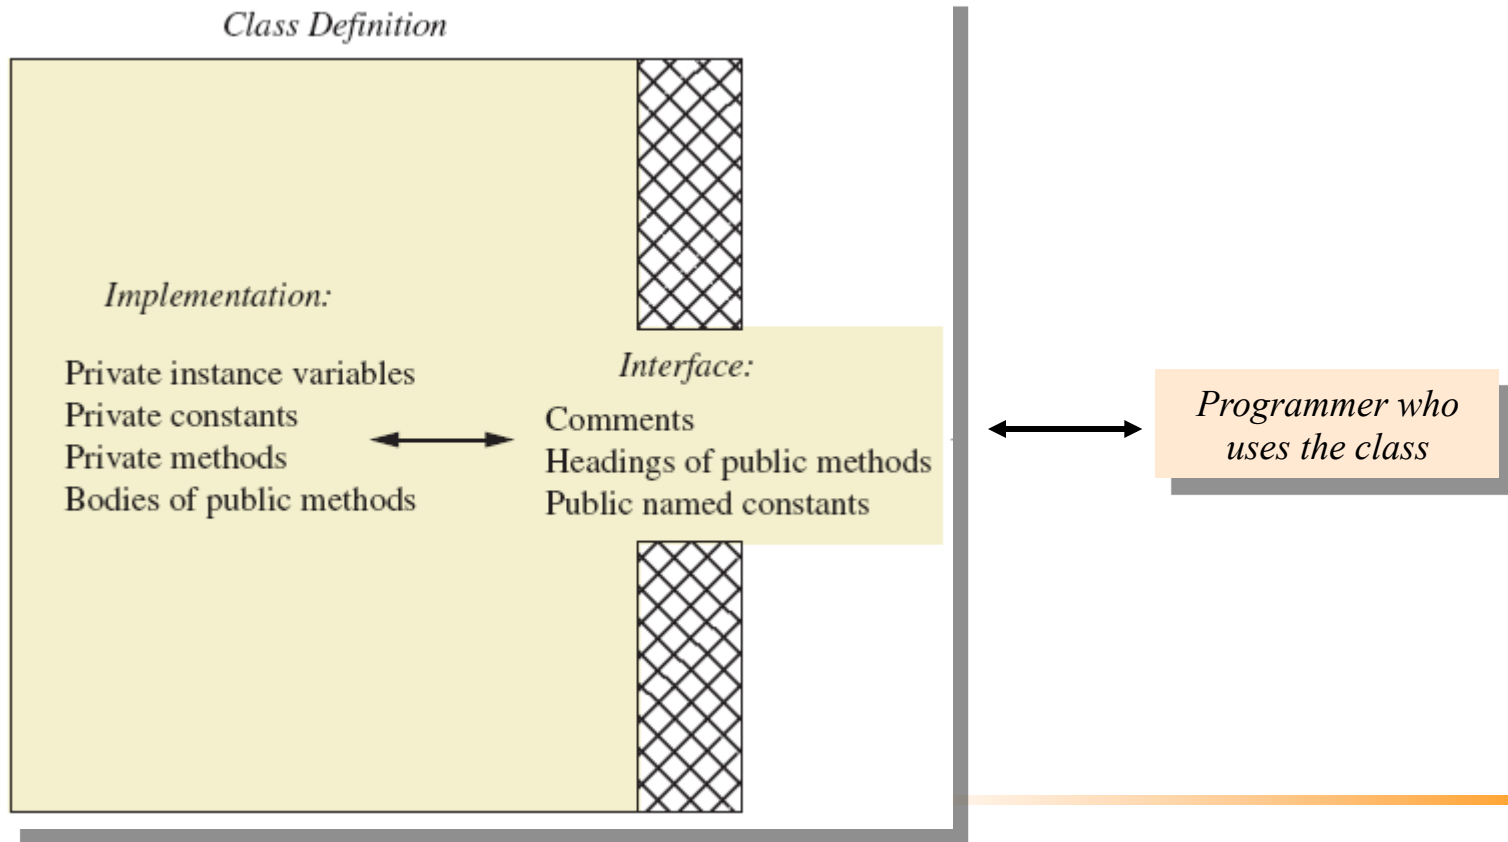 Class Definition
Implementation:
Private instance variables
Private constants
Private methods
Bodies of public methods
Interface:
Comments
Headings of public methods
Public named constants
Programmer who
uses the class